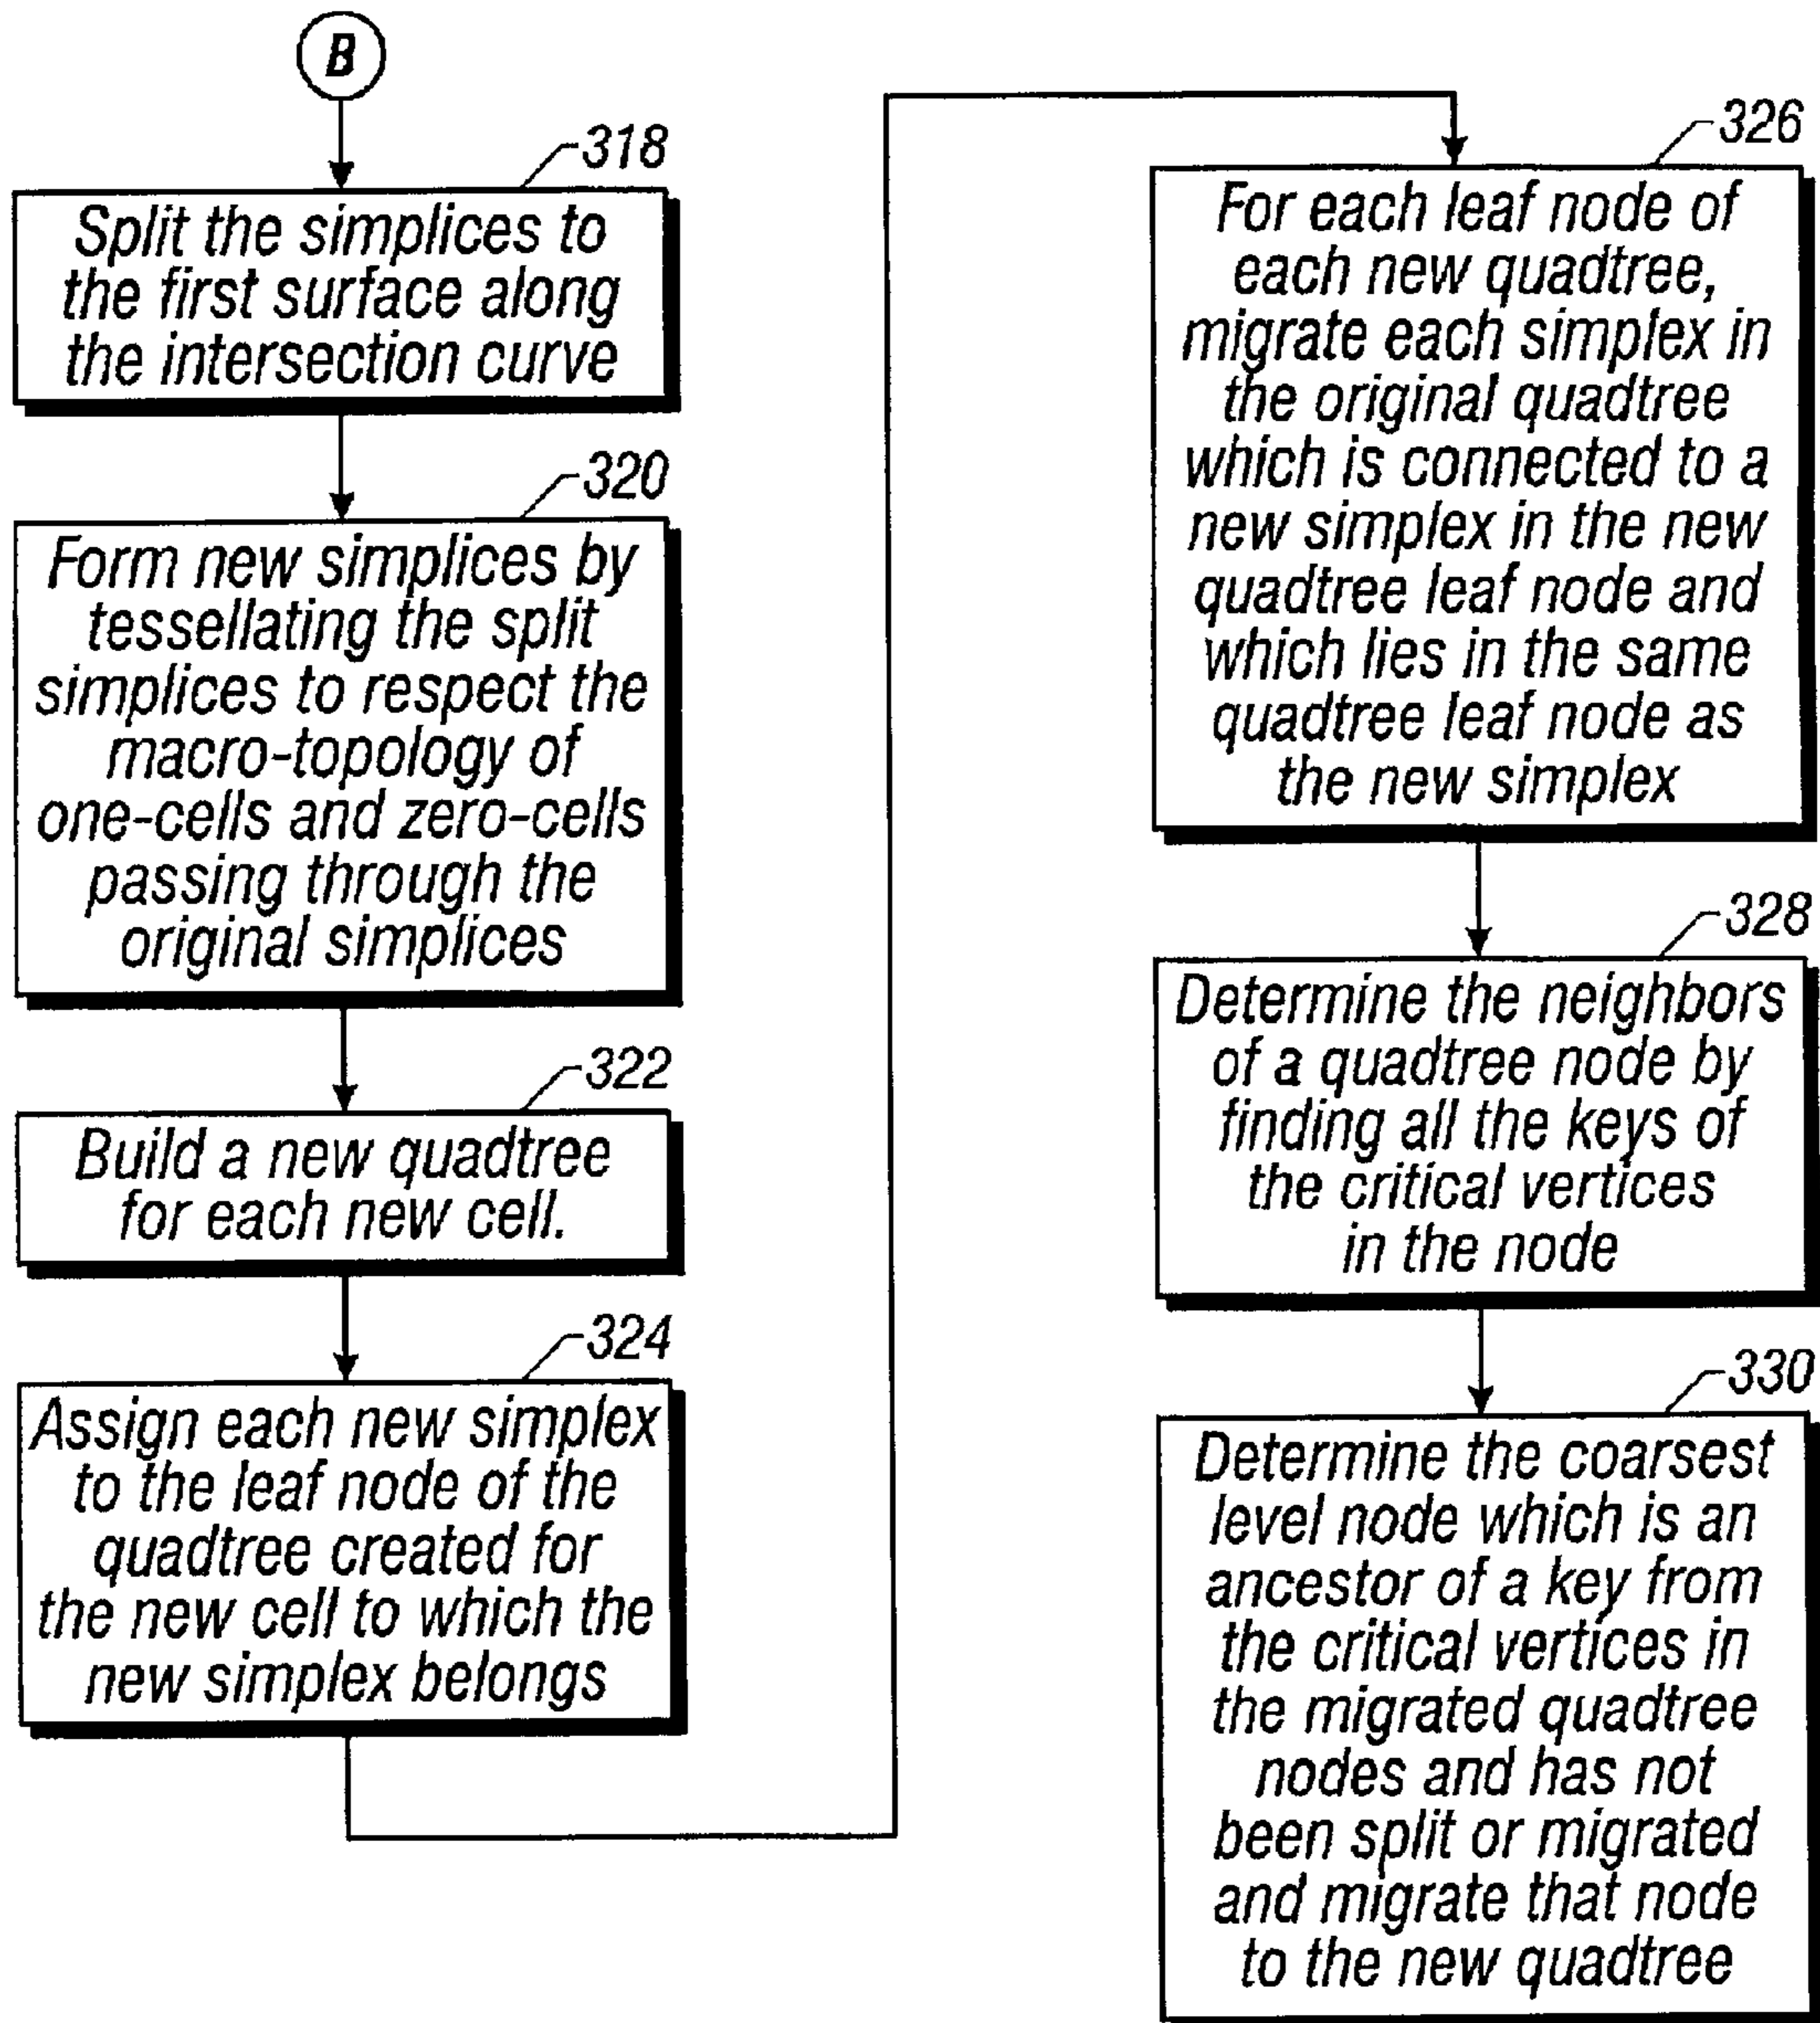 B
318
Split the simplices to
the first surface along
the intersection curve
320
Form new simplices by
tessellating the split
simplices to respect the
macro-topology of
one-cells and zero-cells
passing through the
original simplices
322
Build a new quadtree
for each new cell.
324
Assign each new simplex
to the leaf node of the
quadtree created for
the new cell to which the
new simplex belongs
326
For each leaf node of
each new quadtree,
migrate each simplex in
the original quadtree
which is connected to a
new simplex in the new
quadtree leaf node and
which lies in the same
quadtree leaf node as
the new simplex
328
Determine the neighbors
of a quadtree node by
finding all the keys of
the critical vertices
in the node
330
Determine the coarsest
level node which is an
ancestor of a key from
the critical vertices in
the migrated quadtree
nodes and has not
been split or migrated
and migrate that node
to the new quadtree